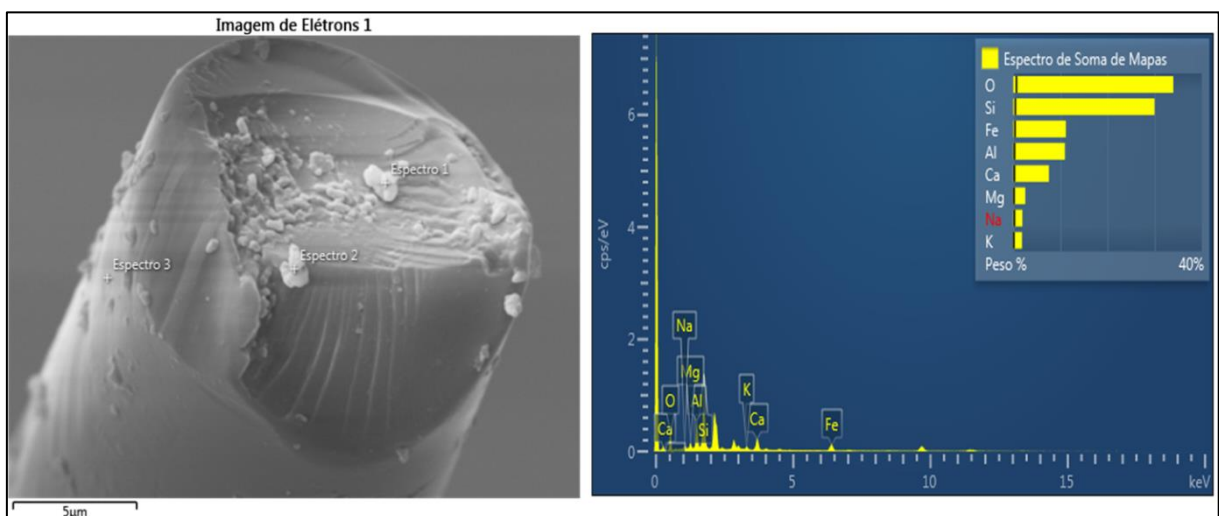 Imagem de Elétrons 1
Espectro 1
Espectro 2
Espectro 3
5µm
Espectro de Soma de Mapas
O
Si
Fe
Al
Ca
Mg
Na
K
Peso %
40%
6
4
2
0
cps/eV
Na
Mg
O
Al
K
Ca
Si
Ca
Fe
0
5
10
15
keV